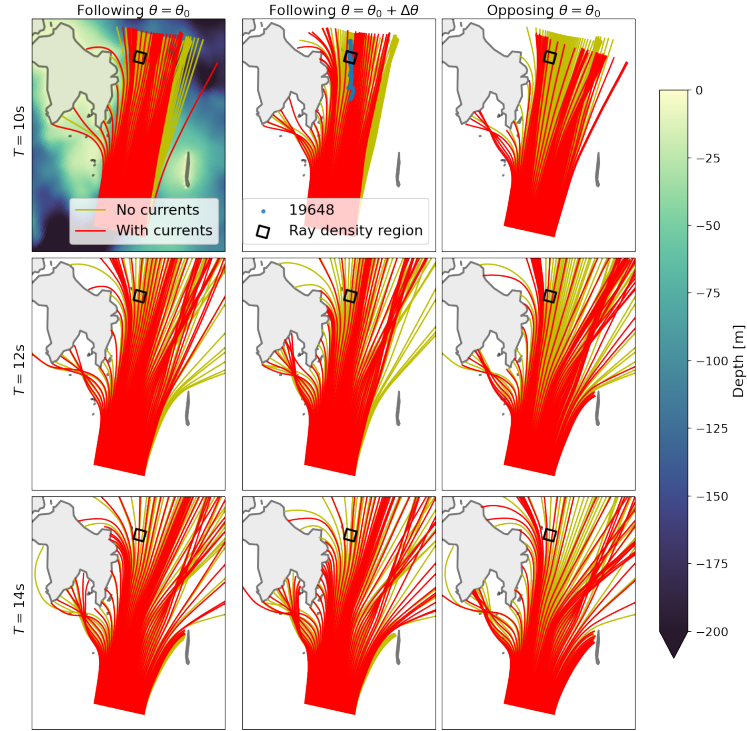 Following θ = θ₀
Following θ = θ₀ + Δθ
Opposing θ = θ₀
T = 10s
No currents
With currents
19648
Ray density region
T = 12s
T = 14s
0
−25
−50
−75
−100
−125
−150
−175
−200
Depth [m]